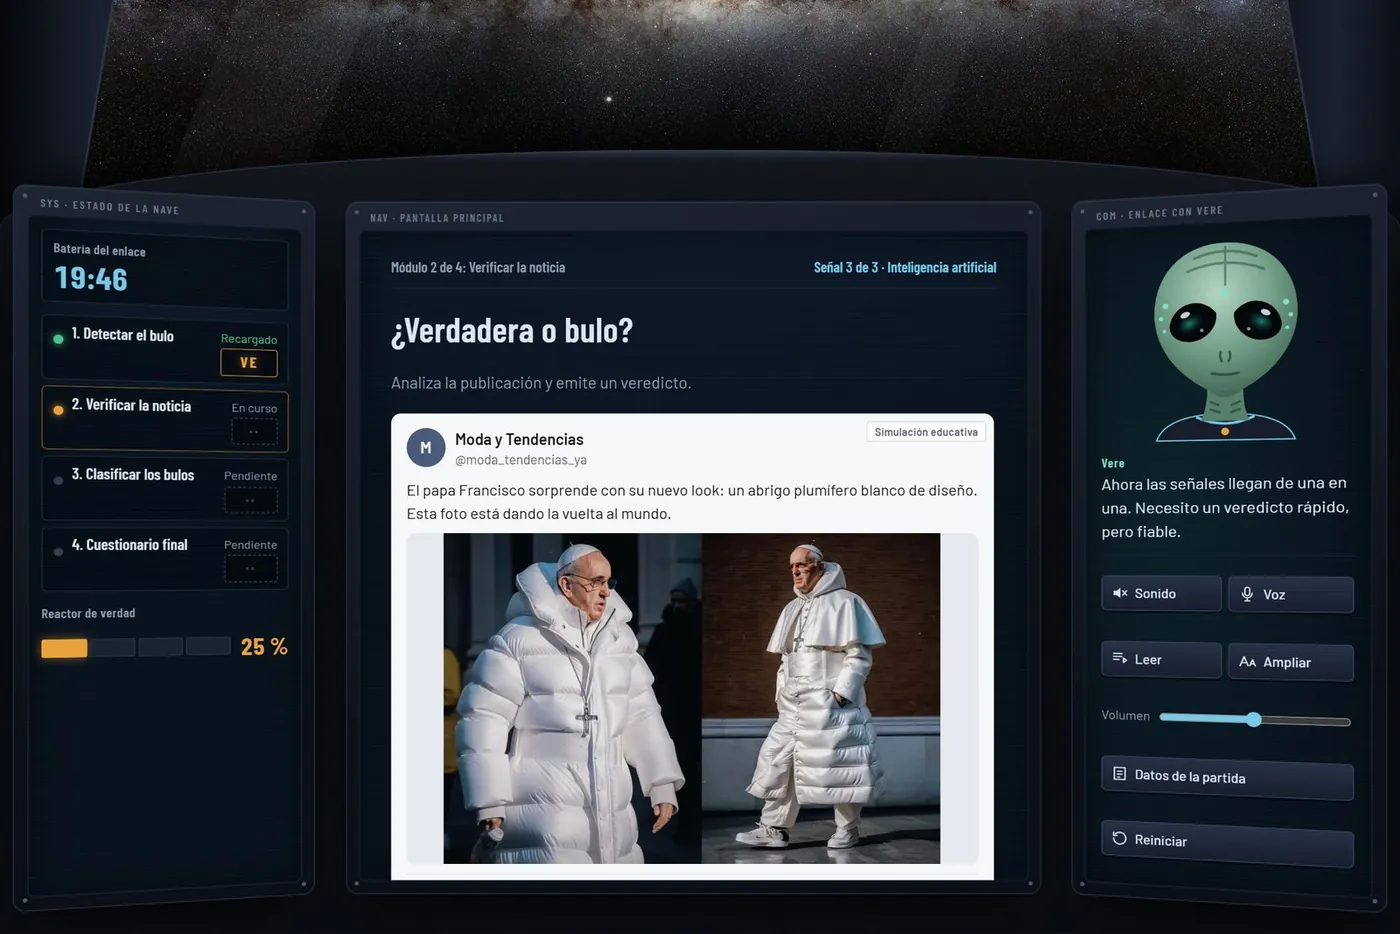 SYS · ESTADO DE LA NAVE
Batería del enlace
19:46
1. Detectar el bulo
Recargado
VE
2. Verificar la noticia
En curso
--
3. Clasificar los bulos
Pendiente
--
4. Cuestionario final
Pendiente
--
Reactor de verdad
25 %
NAV · PANTALLA PRINCIPAL
Módulo 2 de 4: Verificar la noticia
Señal 3 de 3 · Inteligencia artificial
¿Verdadera o bulo?
Analiza la publicación y emite un veredicto.
M
Moda y Tendencias
@moda_tendencias_ya
Simulación educativa
El papa Francisco sorprende con su nuevo look: un abrigo plumífero blanco de diseño.
Esta foto está dando la vuelta al mundo.
COM · ENLACE CON VERE
Vere
Ahora las señales llegan de una en
una. Necesito un veredicto rápido,
pero fiable.
Sonido
Voz
Leer
AA Ampliar
Volumen
Datos de la partida
Reiniciar